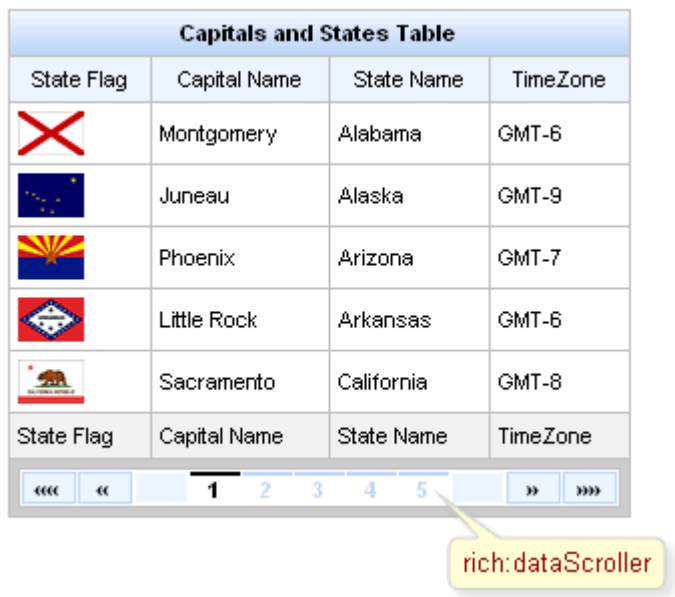 Capitals and States Table
State Flag Capital Name State Name TimeZone
Montgomery Alabama GMT-6
Juneau Alaska GMT-9
Phoenix Arizona GMT-7
Little Rock Arkansas GMT-6
Sacramento California GMT-8
State Flag Capital Name State Name TimeZone
«« « 1 2 3 4 5 » »»
rich:dataScroller